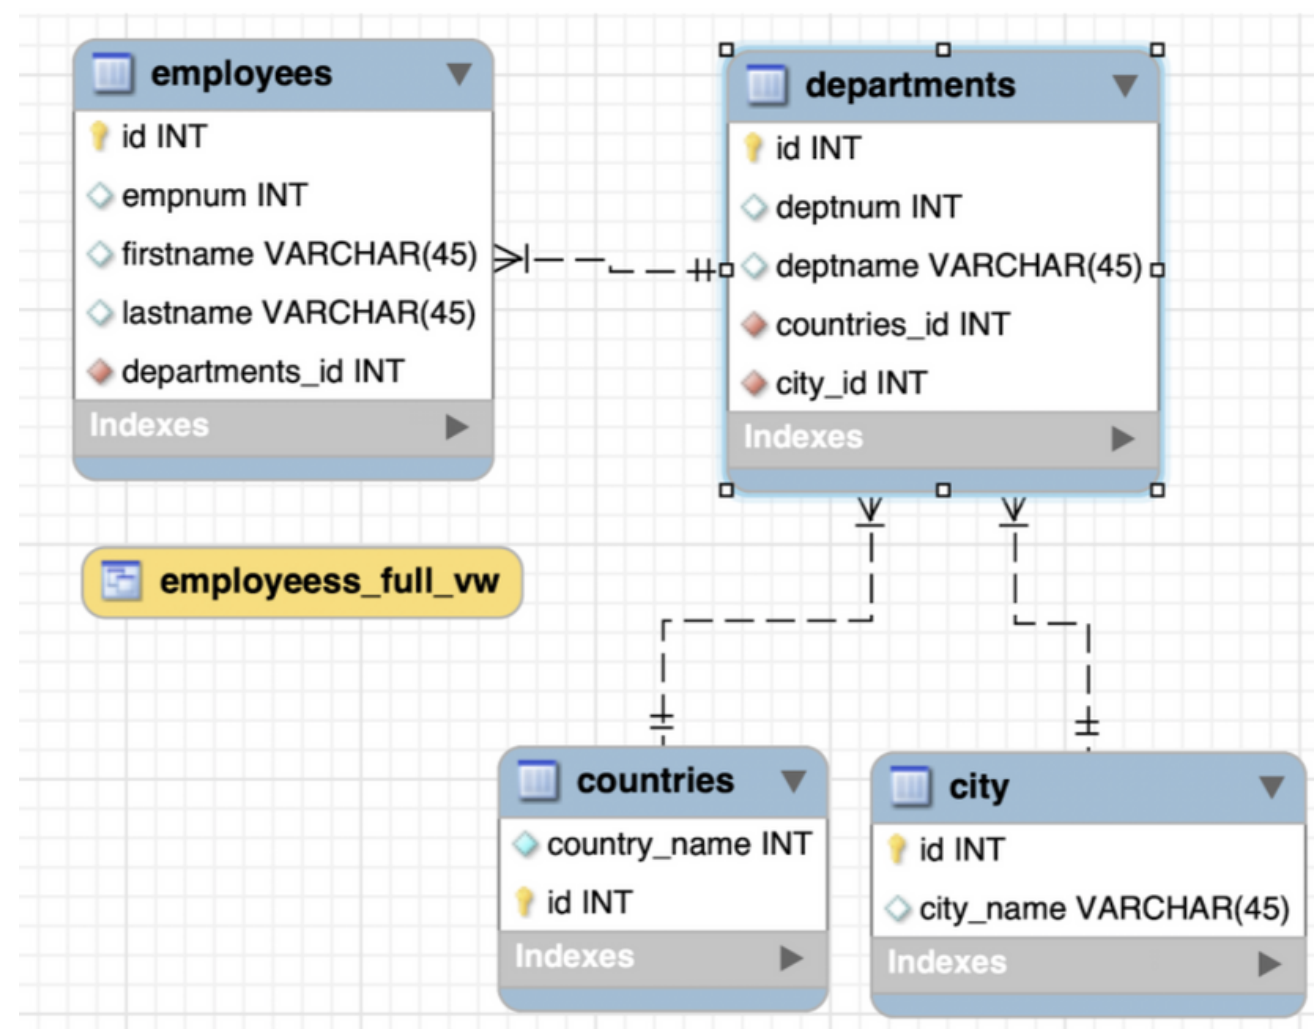 employees
id INT
empnum INT
firstname VARCHAR(45)
lastname VARCHAR(45)
departments_id INT
Indexes
departments
id INT
deptnum INT
deptname VARCHAR(45)
countries_id INT
city_id INT
Indexes
employeess_full_vw
countries
country_name INT
id INT
Indexes
city
id INT
city_name VARCHAR(45)
Indexes